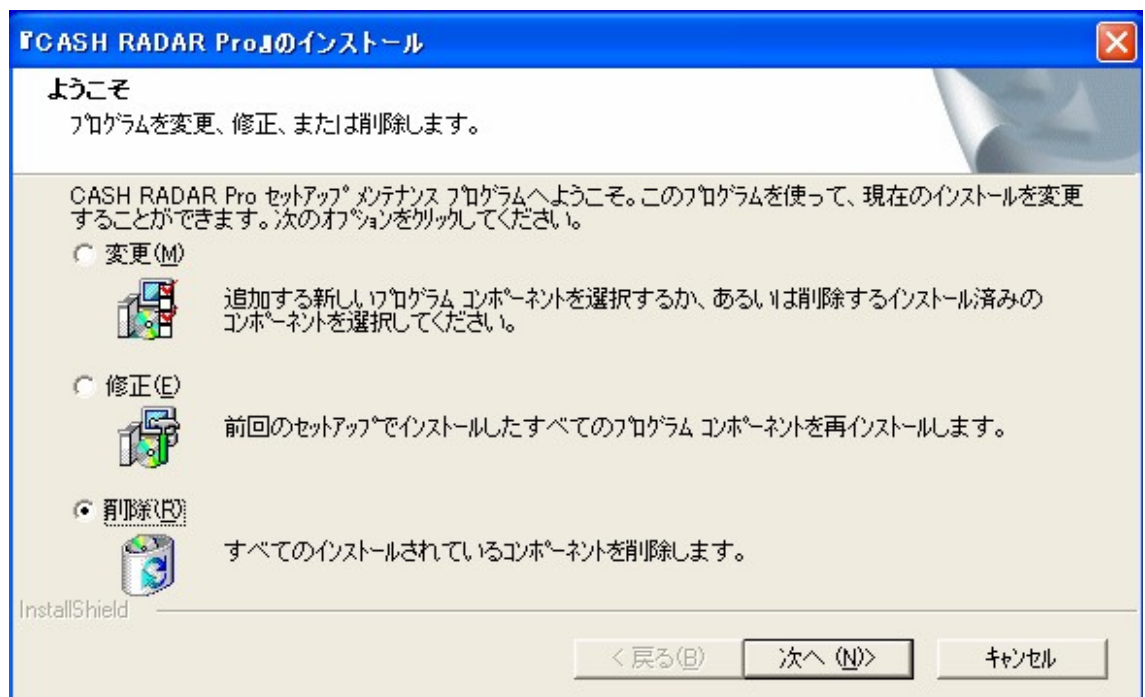 『CASH RADAR Pro』のインストール
ようこそ
プログラムを変更、修正、または削除します。
CASH RADAR Pro セットアップ メンテナンス プログラムへようこそ。このプログラムを使って、現在のインストールを変更
することができます。次のオプションをクリックしてください。
変更(M)
追加する新しいプログラム コンポーネントを選択するか、あるいは削除するインストール済みの
コンポーネントを選択してください。
修正(E)
前回のセットアップでインストールしたすべてのプログラム コンポーネントを再インストールします。
削除(R)
すべてのインストールされているコンポーネントを削除します。
InstallShield
< 戻る(B)
次へ (N)>
キャンセル